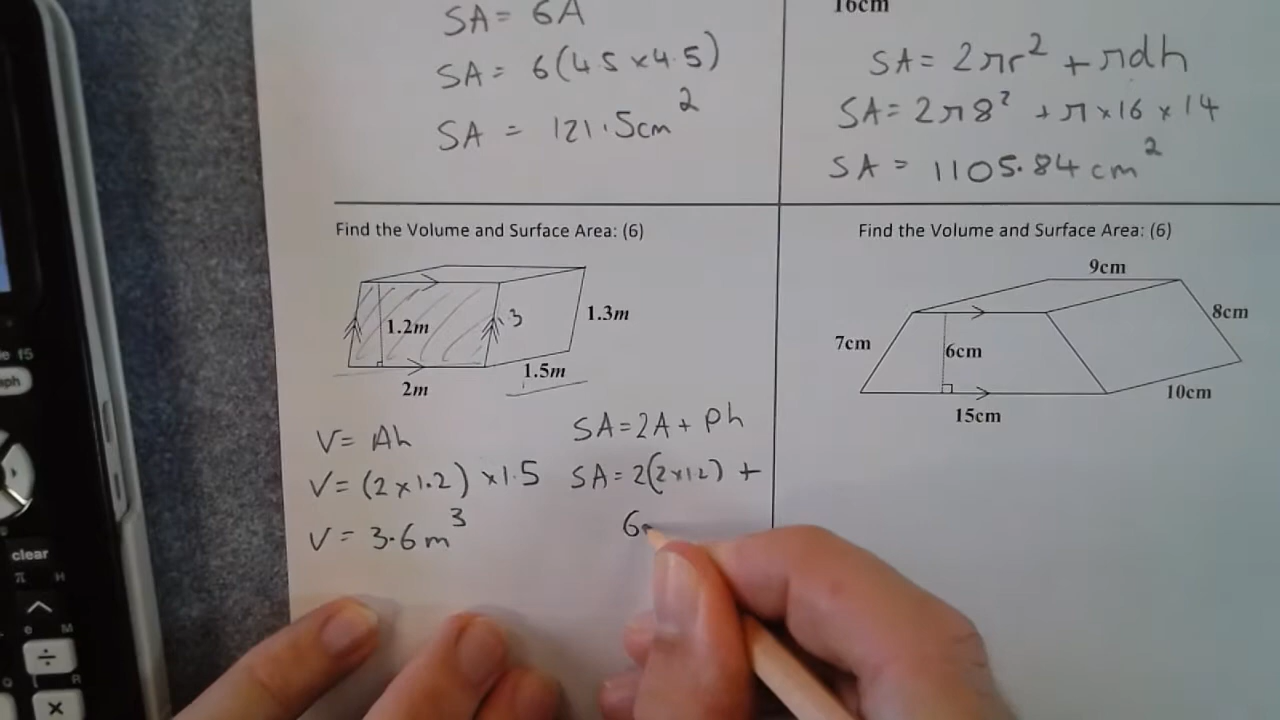 SA = 6A
SA = 6(4.5 x 4.5)
SA = 121.5cm²
16cm
SA = 2πr² + πdh
SA = 2π8² + π x 16 x 14
SA = 1105.84 cm²
Find the Volume and Surface Area: (6)
1.2m
.3
1.3m
1.5m
2m
V = Ah
V = (2 x 1.2) x 1.5
V = 3.6m³
SA = 2A + Ph
SA = 2(2 x 1.2) +
6
Find the Volume and Surface Area: (6)
9cm
8cm
7cm
6cm
10cm
15cm
f5
clear
π H
M
÷
R
x